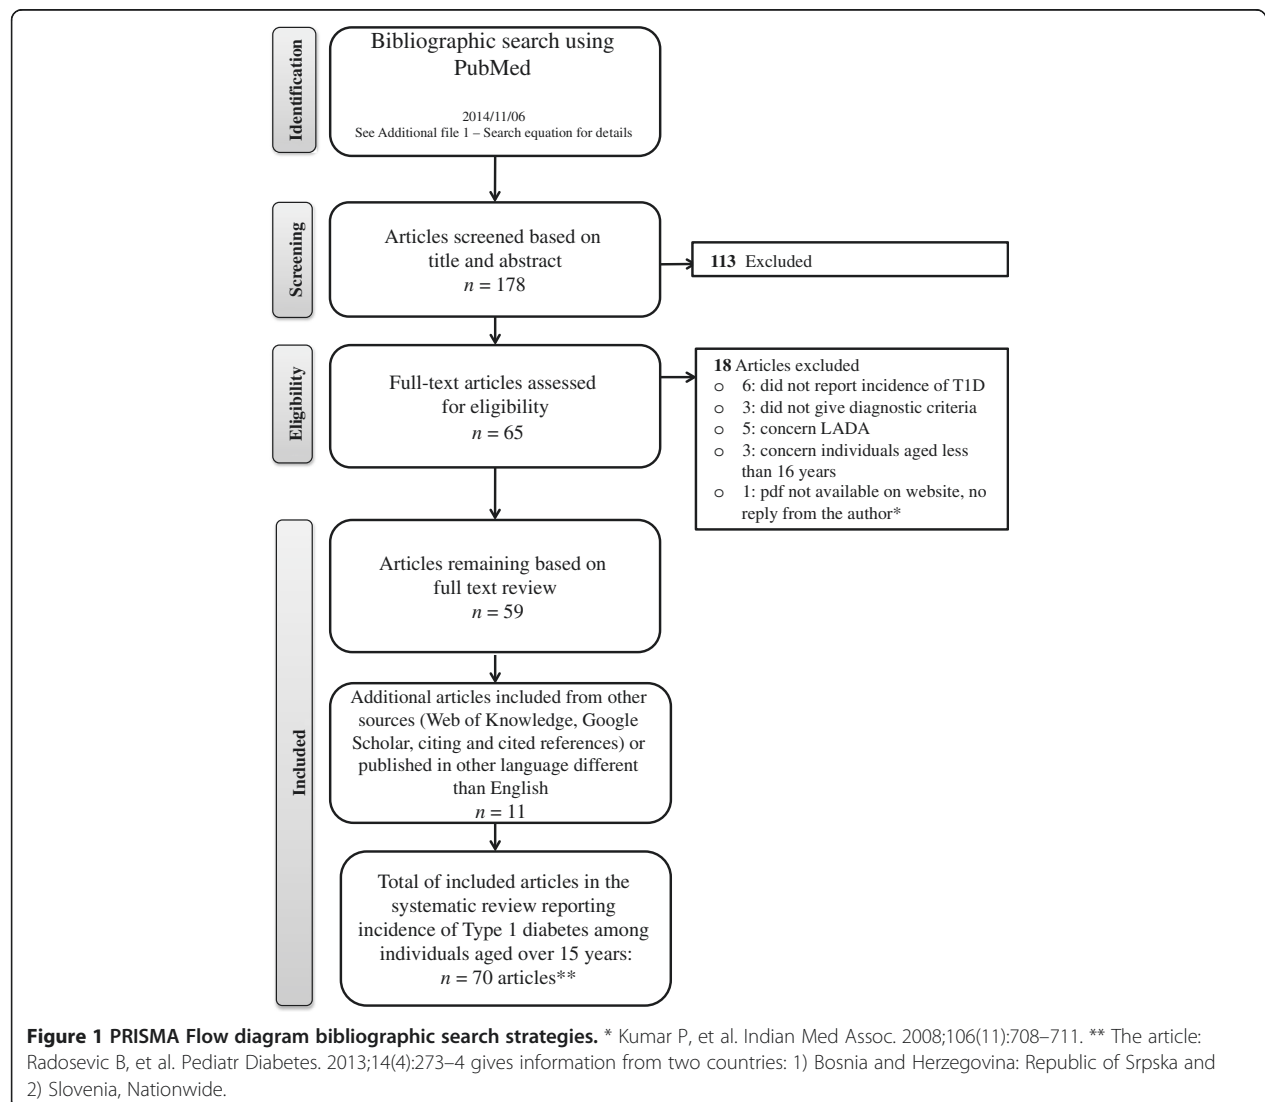 Identification
Bibliographic search using
PubMed
2014/11/06
See Additional file 1 – Search equation for details
Screening
Articles screened based on
title and abstract
n = 178
113 Excluded
Eligibility
Full-text articles assessed
for eligibility
n = 65
18 Articles excluded
o 6: did not report incidence of T1D
o 3: did not give diagnostic criteria
o 5: concern LADA
o 3: concern individuals aged less
than 16 years
o 1: pdf not available on website, no
reply from the author*
Included
Articles remaining based on
full text review
n = 59
Additional articles included from other
sources (Web of Knowledge, Google
Scholar, citing and cited references) or
published in other language different
than English
n = 11
Total of included articles in the
systematic review reporting
incidence of Type 1 diabetes among
individuals aged over 15 years:
n = 70 articles**
Figure 1 PRISMA Flow diagram bibliographic search strategies. * Kumar P, et al. Indian Med Assoc. 2008;106(11):708–711. ** The article:
Radosevic B, et al. Pediatr Diabetes. 2013;14(4):273–4 gives information from two countries: 1) Bosnia and Herzegovina: Republic of Srpska and
2) Slovenia, Nationwide.